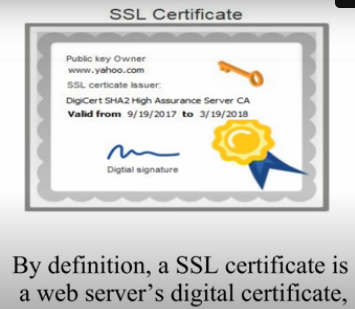 SSL Certificate
Public key Owner
www.yahoo.com
SSL certicate Issuer:
DigiCert SHA2 High Assurance Server CA
Valid from 9/19/2017 to 3/19/2018
Digtial signature
By definition, a SSL certificate is
a web server's digital certificate,